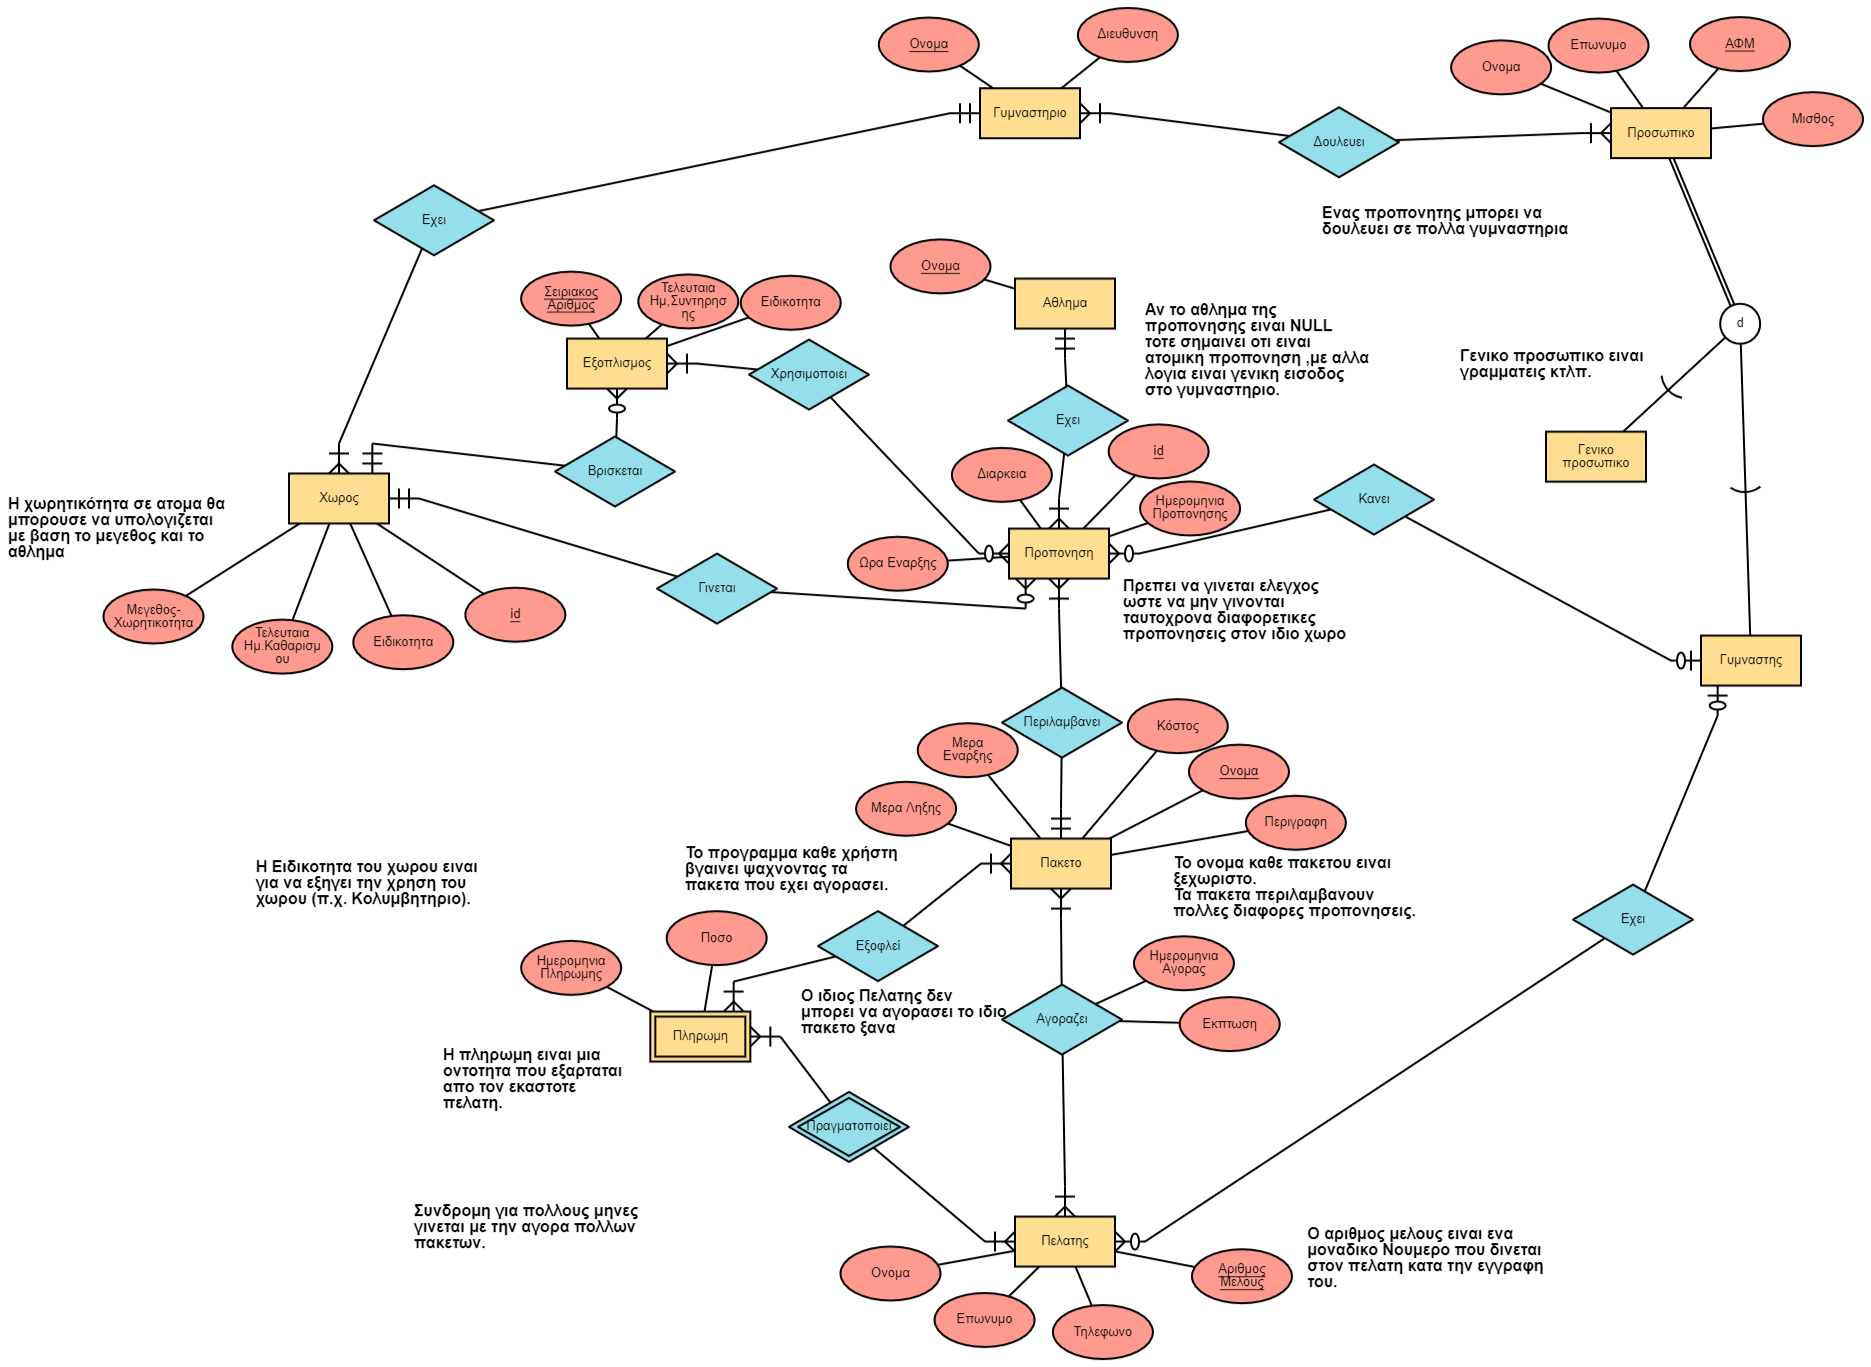 Ονομα
Διευθυνση
Γυμναστηριο
Δουλευει
Ονομα
Επωνυμο
ΑΦΜ
Μισθος
Προσωπικο
Εχει
Ενας προπονητης μπορει να
δουλευει σε πολλα γυμναστηρια
Σειριακος
Αριθμος
Τελευταια
Ημ,Συντηρησ
ης
Ειδικοτητα
Εξοπλισμος
Χρησιμοποιει
Ονομα
Αθλημα
Αν το αθλημα της
προπονησης ειναι NULL
τοτε σημαινει οτι ειναι
ατομικη προπονηση ,με αλλα
λογια ειναι γενικη εισοδος
στο γυμναστηριο.
d
Γενικο προσωπικο ειναι
γραμματεις κτλπ.
Γενικο
προσωπικο
Βρισκεται
Εχει
Διαρκεια
id
Ημερομηνια
Προπονησης
Κανει
Χωρος
Η χωρητικότητα σε ατομα θα
μπορουσε να υπολογιζεται
με βαση το μεγεθος και το
αθλημα
Ωρα Εναρξης
Προπονηση
Γινεται
Πρεπει να γινεται ελεγχος
ωστε να μην γινονται
ταυτοχρονα διαφορετικες
προπονησεις στον ιδιο χωρο
Μεγεθος-
Χωρητικοτητα
Τελευταια
Ημ.Καθαρισμ
ου
Ειδικοτητα
id
Γυμναστης
Περιλαμβανει
Μερα
Εναρξης
Κόστος
Ονομα
Μερα Ληξης
Περιγραφη
Πακετο
Το προγραμμα καθε χρήστη
βγαινει ψαχνοντας τα
πακετα που εχει αγορασει.
Το ονομα καθε πακετου ειναι
ξεχωριστο.
Τα πακετα περιλαμβανουν
πολλες διαφορες προπονησεις.
Η Ειδικοτητα του χωρου ειναι
για να εξηγει την χρηση του
χωρου (π.χ. Κολυμβητηριο).
Εχει
Ποσο
Εξοφλεί
Ημερομηνια
Πληρωμης
Ημερομηνια
Αγορας
Ο ιδιος Πελατης δεν
μπορει να αγορασει το ιδιο
πακετο ξανα
Αγοραζει
Εκπτωση
Πληρωμη
Η πληρωμη ειναι μια
οντοτητα που εξαρταται
απο τον εκαστοτε
πελατη.
Πραγματοποιει
Συνδρομη για πολλους μηνες
γινεται με την αγορα πολλων
πακετων.
Πελατης
Ο αριθμος μελους ειναι ενα
μοναδικο Νουμερο που δινεται
στον πελατη κατα την εγγραφη
του.
Ονομα
Επωνυμο
Τηλεφωνο
Αριθμος
Μελους